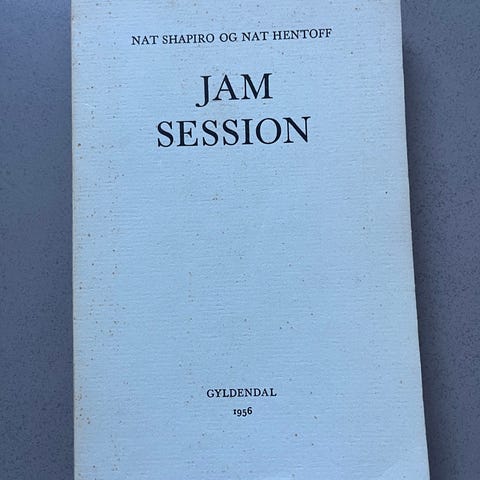 NAT SHAPIRO OG NAT HENTOFF
JAM
SESSION
GYLDENDAL
1956